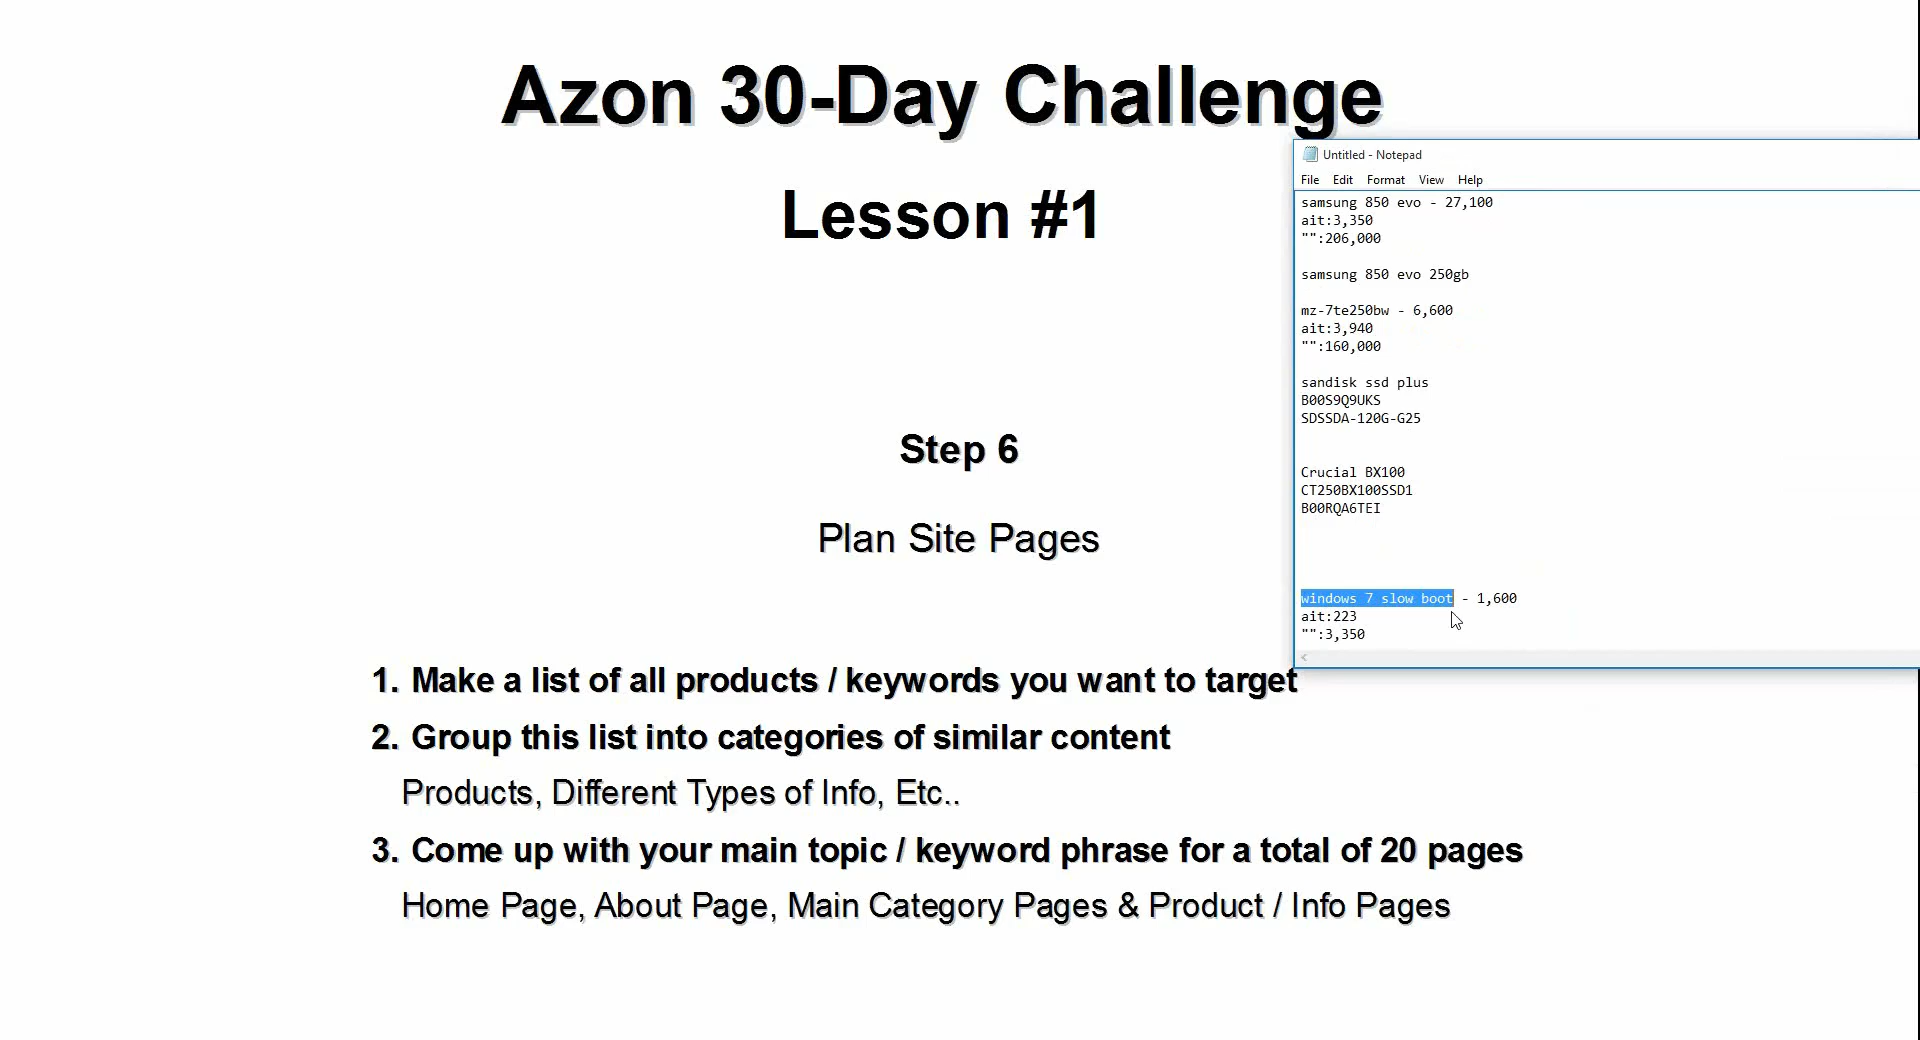 Azon 30-Day Challenge
Lesson #1
Step 6
Plan Site Pages
1. Make a list of all products / keywords you want to target
2. Group this list into categories of similar content
Products, Different Types of Info, Etc..
3. Come up with your main topic / keyword phrase for a total of 20 pages
Home Page, About Page, Main Category Pages & Product / Info Pages
Untitled - Notepad
File Edit Format View Help
samsung 850 evo - 27,100
ait:3,350
"":206,000
samsung 850 evo 250gb
mz-7te250bw - 6,600
ait:3,940
"":160,000
sandisk ssd plus
B00S9Q9UKS
SDSSDA-120G-G25
Crucial BX100
CT250BX100SSD1
B00RQA6TEI
windows 7 slow boot - 1,600
ait:223
"":3,350